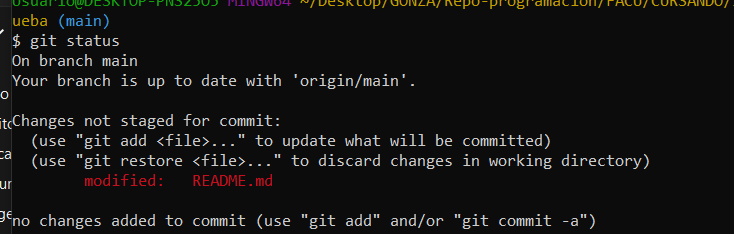 usuario@DESKTOP-PNS25O5 MINGW64 ~/Desktop/GONZA/Repo-programacion/FACU/CURSANDO/
ueba (main)
$ git status
On branch main
Your branch is up to date with 'origin/main'.
Changes not staged for commit:
(use "git add <file>..." to update what will be committed)
(use "git restore <file>..." to discard changes in working directory)
modified: README.md
no changes added to commit (use "git add" and/or "git commit -a")